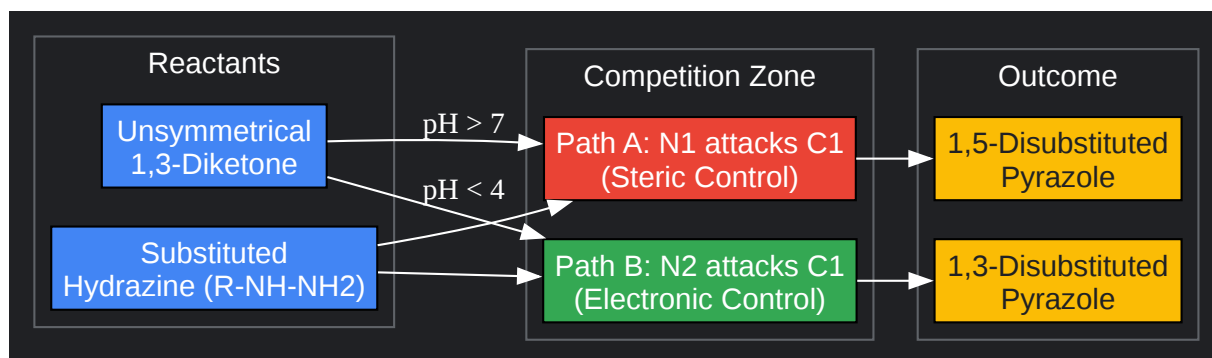 Reactants
Unsymmetrical
1,3-Diketone
Substituted
Hydrazine (R-NH-NH2)
pH > 7
pH < 4
Competition Zone
Path A: N1 attacks C1
(Steric Control)
Path B: N2 attacks C1
(Electronic Control)
Outcome
1,5-Disubstituted
Pyrazole
1,3-Disubstituted
Pyrazole